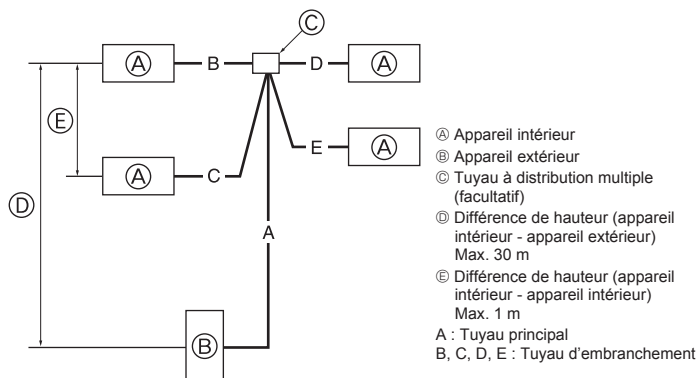 Ⓒ
Ⓐ B D Ⓐ
Ⓔ
Ⓐ C E Ⓐ
Ⓓ
A
Ⓑ
Ⓐ Appareil intérieur
Ⓑ Appareil extérieur
Ⓒ Tuyau à distribution multiple
(facultatif)
Ⓓ Différence de hauteur (appareil
intérieur - appareil extérieur)
Max. 30 m
Ⓔ Différence de hauteur (appareil
intérieur - appareil intérieur)
Max. 1 m
A : Tuyau principal
B, C, D, E : Tuyau d’embranchement